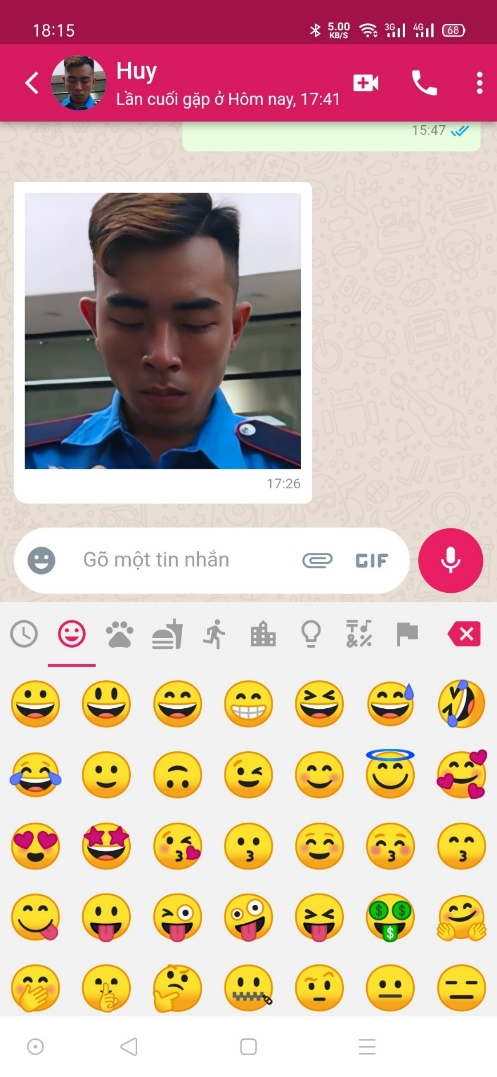 18:15
5.00
KB/S
3G
4G
68
Huy
Lần cuối gặp ở Hôm nay, 17:41
15:47
17:26
Gõ một tin nhắn
GIF